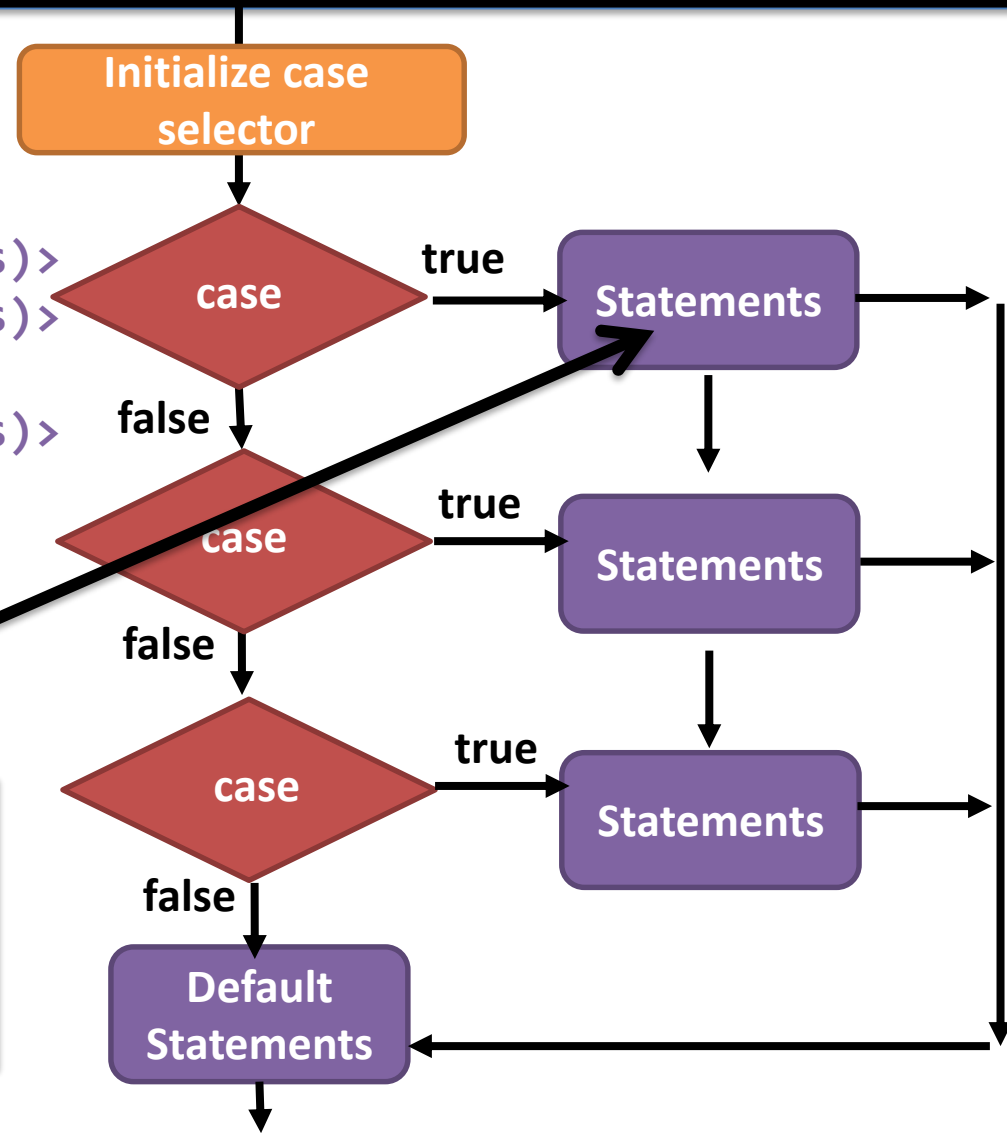 Initialize case
selector
s)>
case
true
Statements
s)>
false
s)>
case
true
Statements
false
case
true
Statements
false
Default
Statements